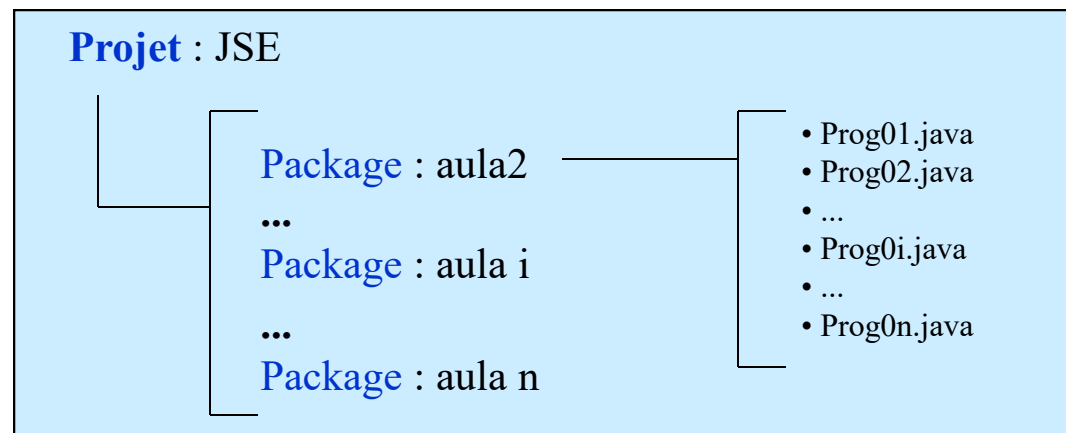 Projet : JSE
Package : aula2
...
Package : aula i
...
Package : aula n
• Prog01.java
• Prog02.java
• ...
• Prog0i.java
• ...
• Prog0n.java